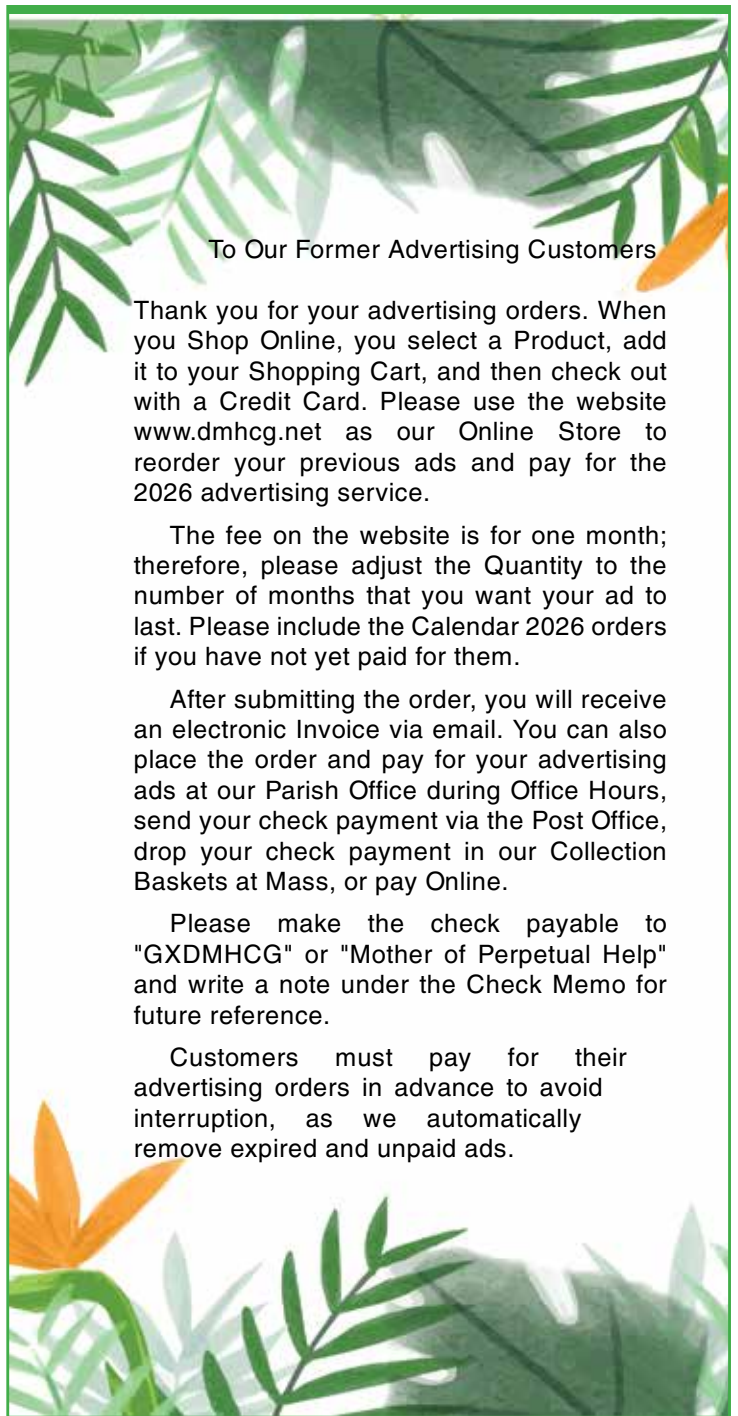 To Our Former Advertising Customers
Thank you for your advertising orders. When
you Shop Online, you select a Product, add
it to your Shopping Cart, and then check out
with a Credit Card. Please use the website
www.dmhcg.net as our Online Store to
reorder your previous ads and pay for the
2026 advertising service.
The fee on the website is for one month;
therefore, please adjust the Quantity to the
number of months that you want your ad to
last. Please include the Calendar 2026 orders
if you have not yet paid for them.
After submitting the order, you will receive
an electronic Invoice via email. You can also
place the order and pay for your advertising
ads at our Parish Office during Office Hours,
send your check payment via the Post Office,
drop your check payment in our Collection
Baskets at Mass, or pay Online.
Please make the check payable to
"GXDMHCG" or "Mother of Perpetual Help"
and write a note under the Check Memo for
future reference.
Customers must pay for their
advertising orders in advance to avoid
interruption, as we automatically
remove expired and unpaid ads.